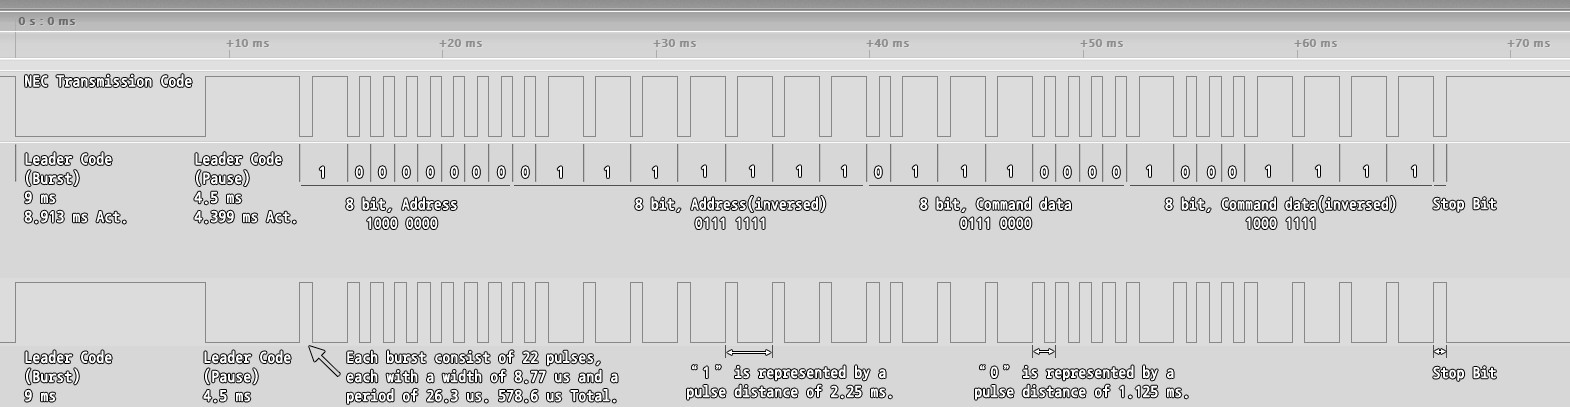 0 s : 0 ms
+10 ms +20 ms +30 ms +40 ms +50 ms +60 ms +70 ms
NEC Transmission Code
Leader Code
(Burst)
9 ms
8.913 ms Act.
Leader Code
(Pause)
4.5 ms
4.399 ms Act.
1 0 0 0 0 0 0 0 0 1 1 1 1 1 1 1 0 1 1 1 0 0 0 0 1 0 0 0 1 1 1 1
8 bit, Address
1000 0000
8 bit, Address(inversed)
0111 1111
8 bit, Command data
0111 0000
8 bit, Command data(inversed)
1000 1111
Stop Bit
Leader Code
(Burst)
9 ms
Leader Code
(Pause)
4.5 ms
Each burst consist of 22 pulses,
each with a width of 8.77 us and a
period of 26.3 us. 578.6 us Total.
“1” is represented by a
pulse distance of 2.25 ms.
“0” is represented by a
pulse distance of 1.125 ms.
Stop Bit